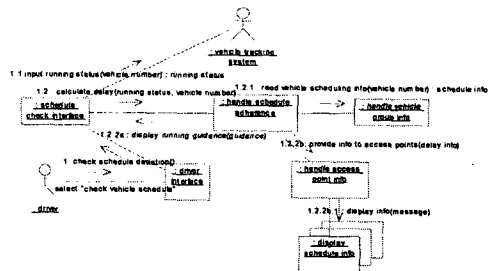 : vehicle tracking
system
1.1 input running status(vehicle number) : running status
1.2 calculate_delay(running status, vehicle number)
1.2.1 read vehicle scheduling info(vehicle number) : schedule info
: schedule
check interface
: handle schedule
adherence
: handle vehicle
group info
1.2.2a : display running guidance(guidance)
1.2.2b: provide info to access points(delay info)
1 check schedule deviation()
select "check vehicle schedule"
: driver
interface
: handle access
point info
: driver
1.2.2b.1 : display info(message)
: display
schedule info